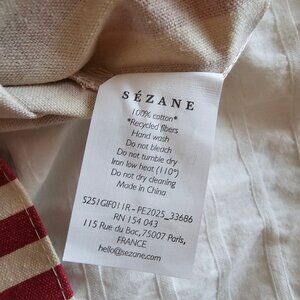 SÉZANE
100% cotton*
*Recycled fibers
Hand wash
Do not bleach
Do not tumble dry
Iron low heat (110°)
Do not dry cleaning
Made in China
S251GIF011R - PE2025_33686
RN 154 043
115 Rue du Bac, 75007 Paris,
FRANCE
hello@sezane.com